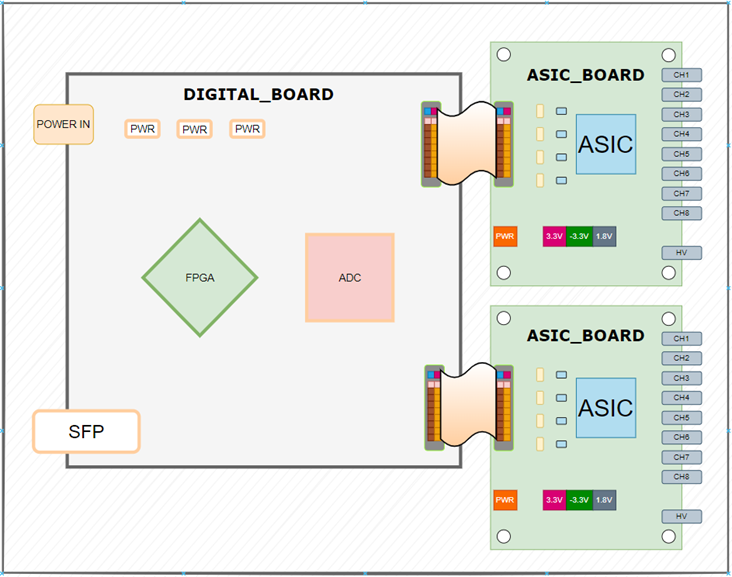 DIGITAL_BOARD
POWER IN
PWR
PWR
PWR
FPGA
ADC
SFP
ASIC_BOARD
ASIC
CH1
CH2
CH3
CH4
CH5
CH6
CH7
CH8
PWR
3.3V
-3.3V
1.8V
HV
ASIC_BOARD
ASIC
CH1
CH2
CH3
CH4
CH5
CH6
CH7
CH8
PWR
3.3V
-3.3V
1.8V
HV